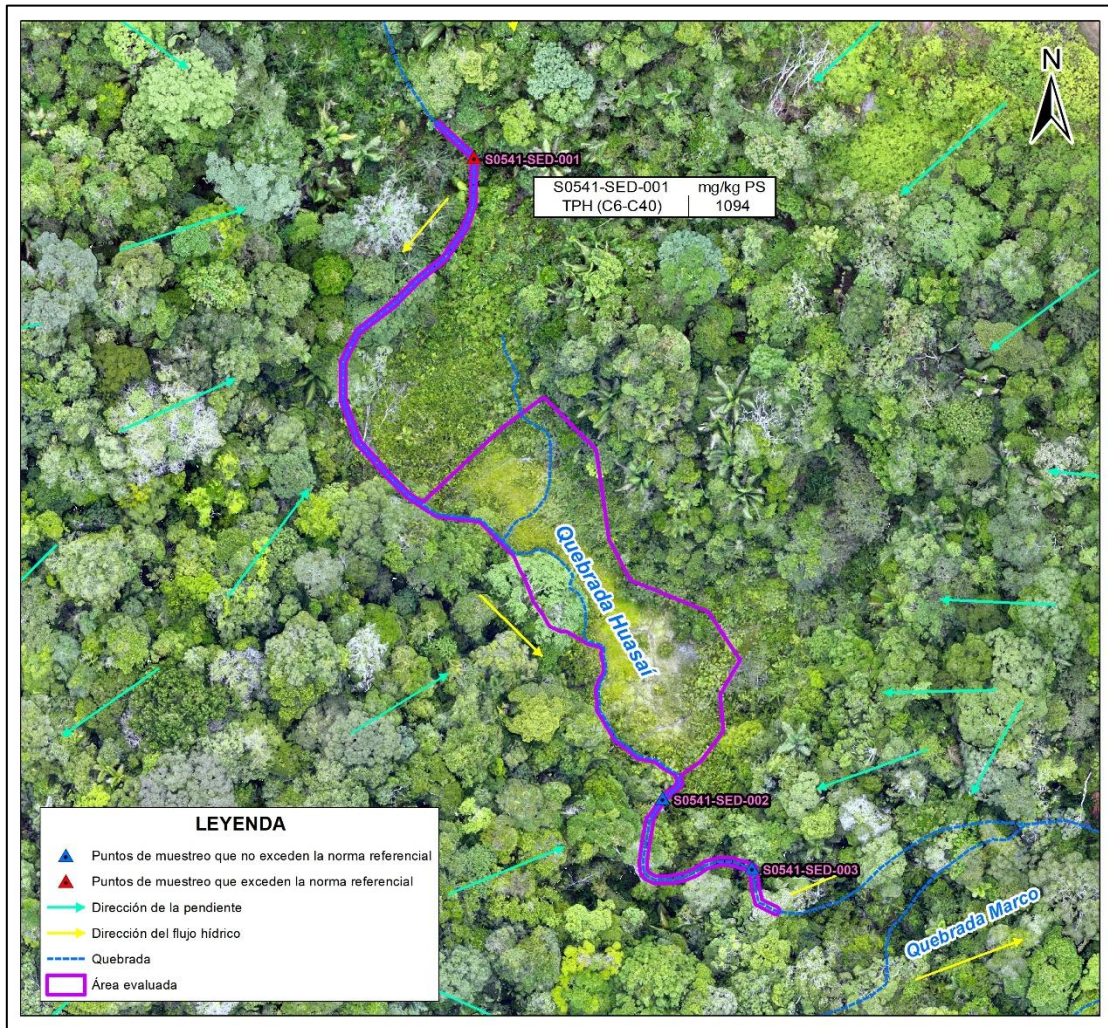 N
S0541-SED-001
S0541-SED-001 mg/kg PS
TPH (C6-C40) 1094
Quebrada Huasaí
S0541-SED-002
S0541-SED-003
Quebrada Marco
LEYENDA
Puntos de muestreo que no exceden la norma referencial
Puntos de muestreo que exceden la norma referencial
Dirección de la pendiente
Dirección del flujo hídrico
Quebrada
Área evaluada